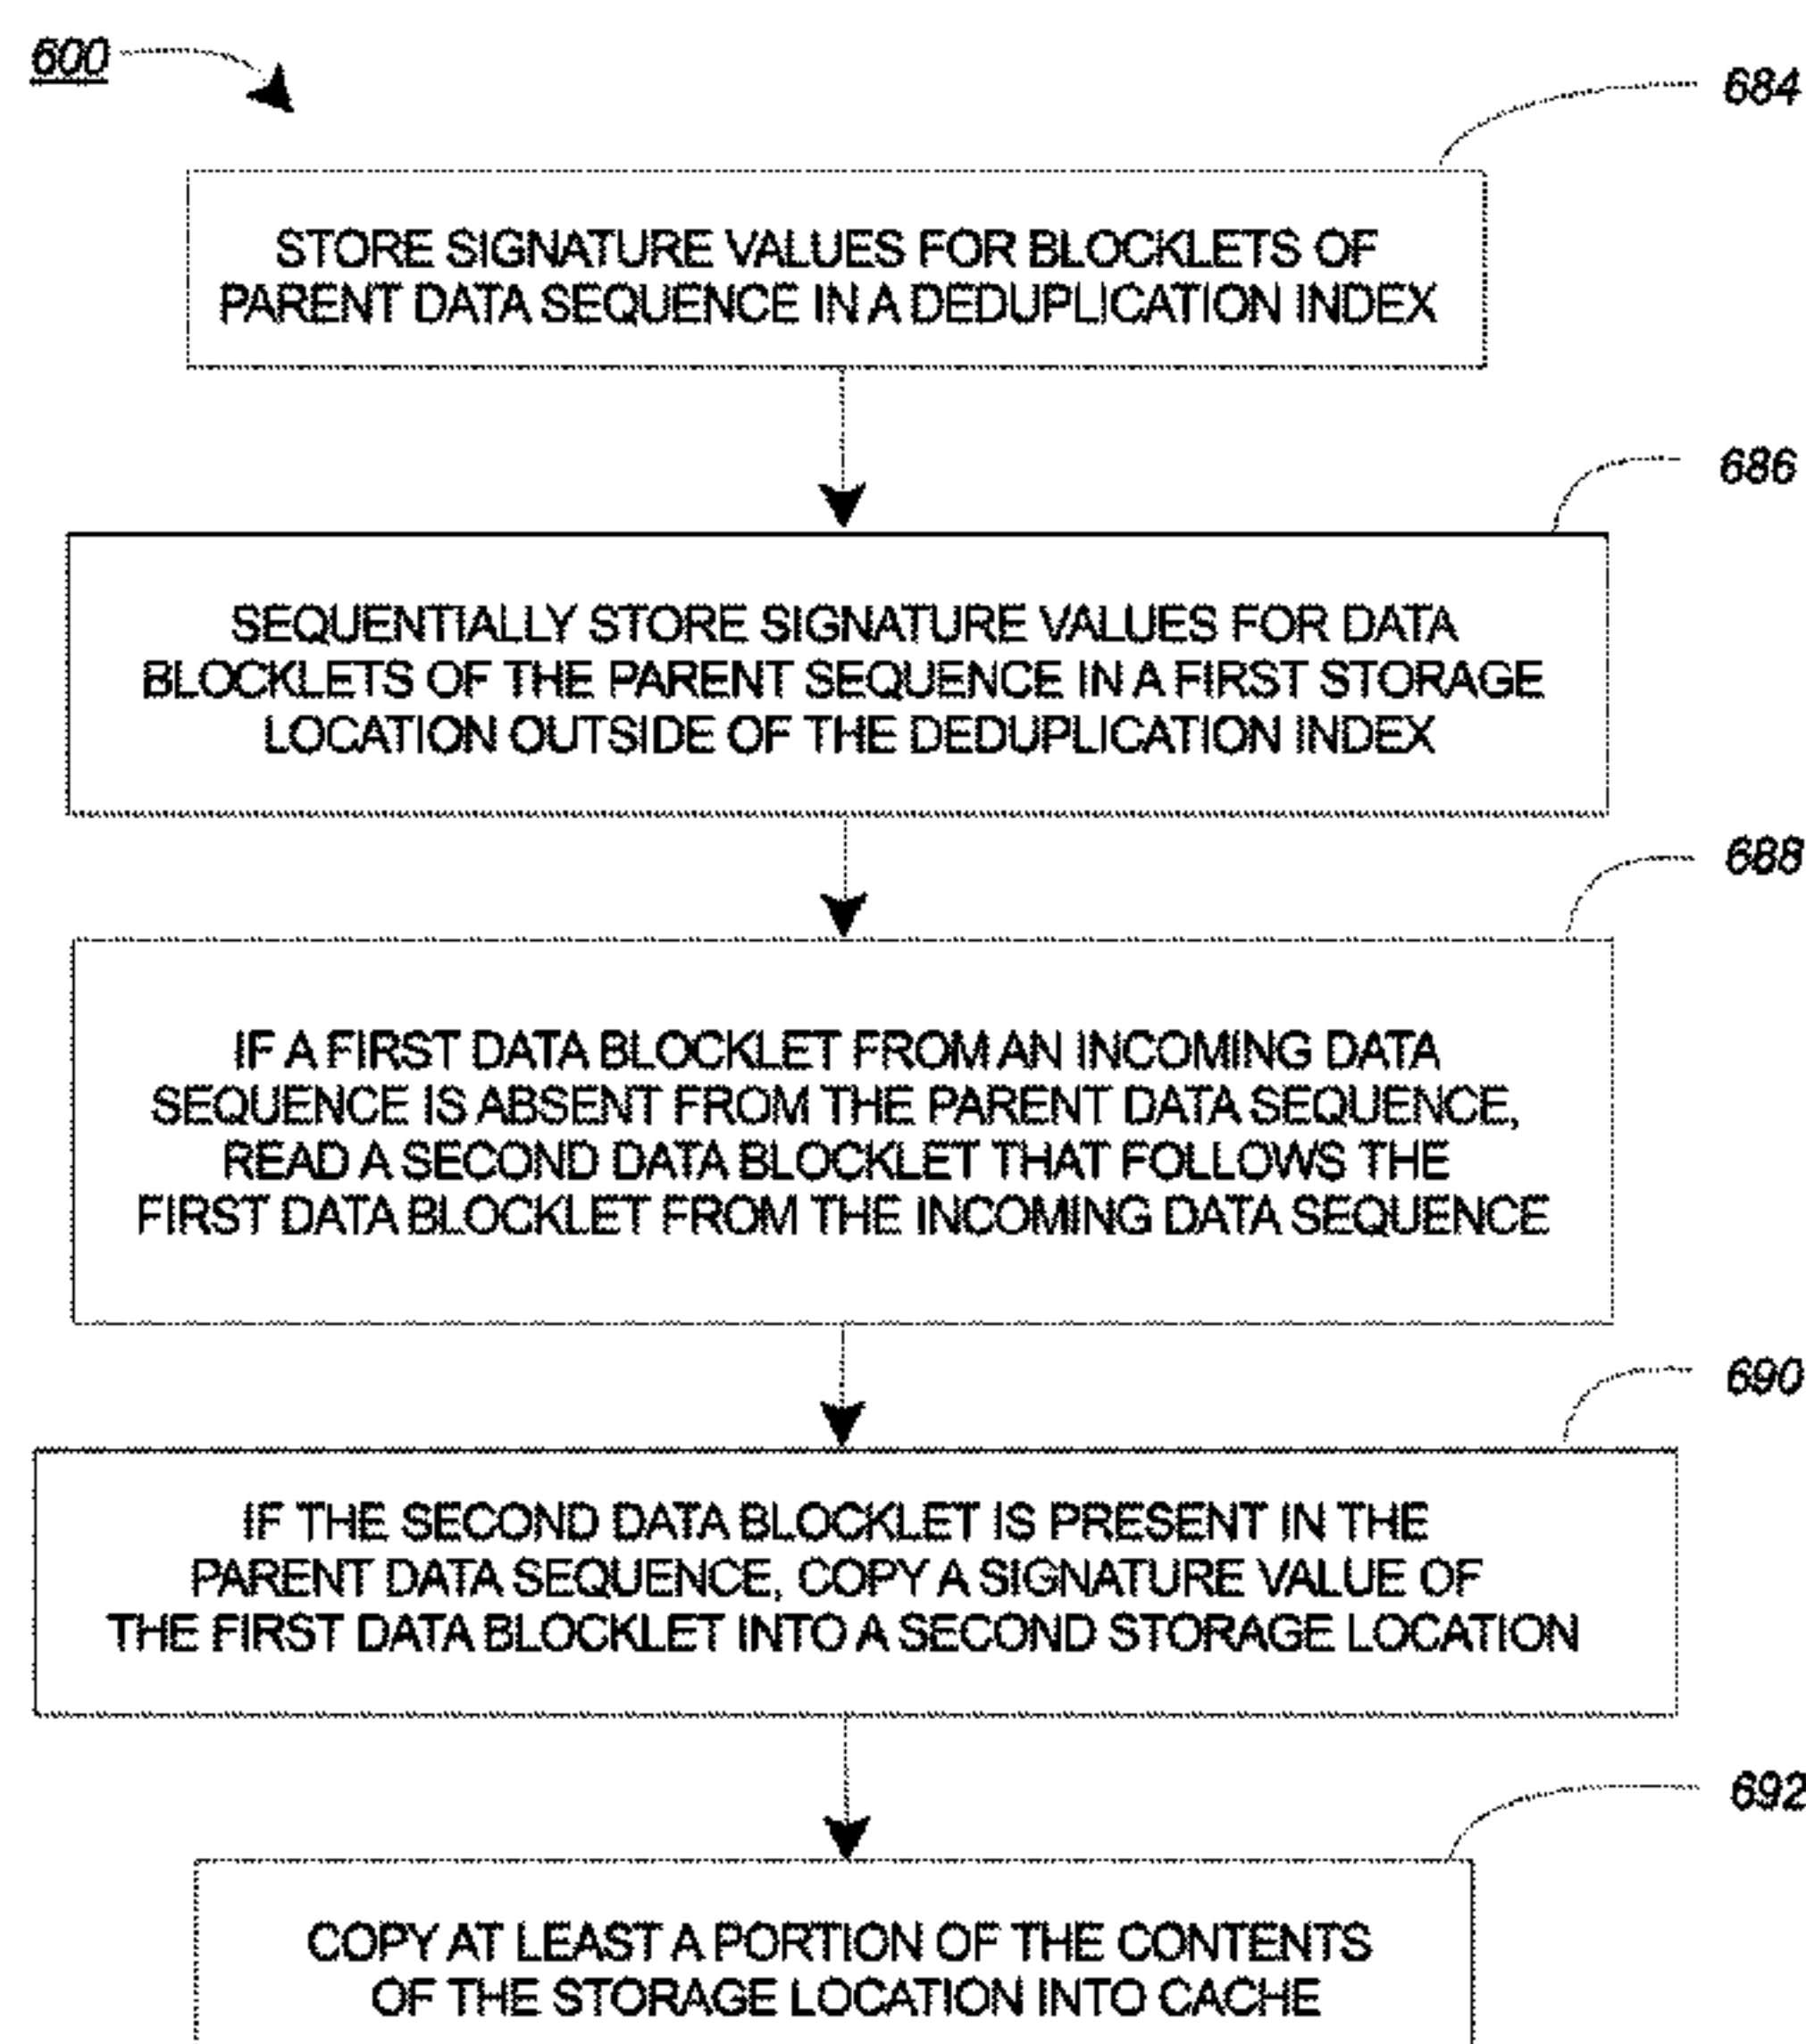 600
684
STORE SIGNATURE VALUES FOR BLOCKLETS OF
PARENT DATA SEQUENCE IN A DEDUPLICATION INDEX
686
SEQUENTIALLY STORE SIGNATURE VALUES FOR DATA
BLOCKLETS OF THE PARENT SEQUENCE IN A FIRST STORAGE
LOCATION OUTSIDE OF THE DEDUPLICATION INDEX
688
IF A FIRST DATA BLOCKLET FROM AN INCOMING DATA
SEQUENCE IS ABSENT FROM THE PARENT DATA SEQUENCE,
READ A SECOND DATA BLOCKLET THAT FOLLOWS THE
FIRST DATA BLOCKLET FROM THE INCOMING DATA SEQUENCE
690
IF THE SECOND DATA BLOCKLET IS PRESENT IN THE
PARENT DATA SEQUENCE, COPY A SIGNATURE VALUE OF
THE FIRST DATA BLOCKLET INTO A SECOND STORAGE LOCATION
692
COPY AT LEAST A PORTION OF THE CONTENTS
OF THE STORAGE LOCATION INTO CACHE